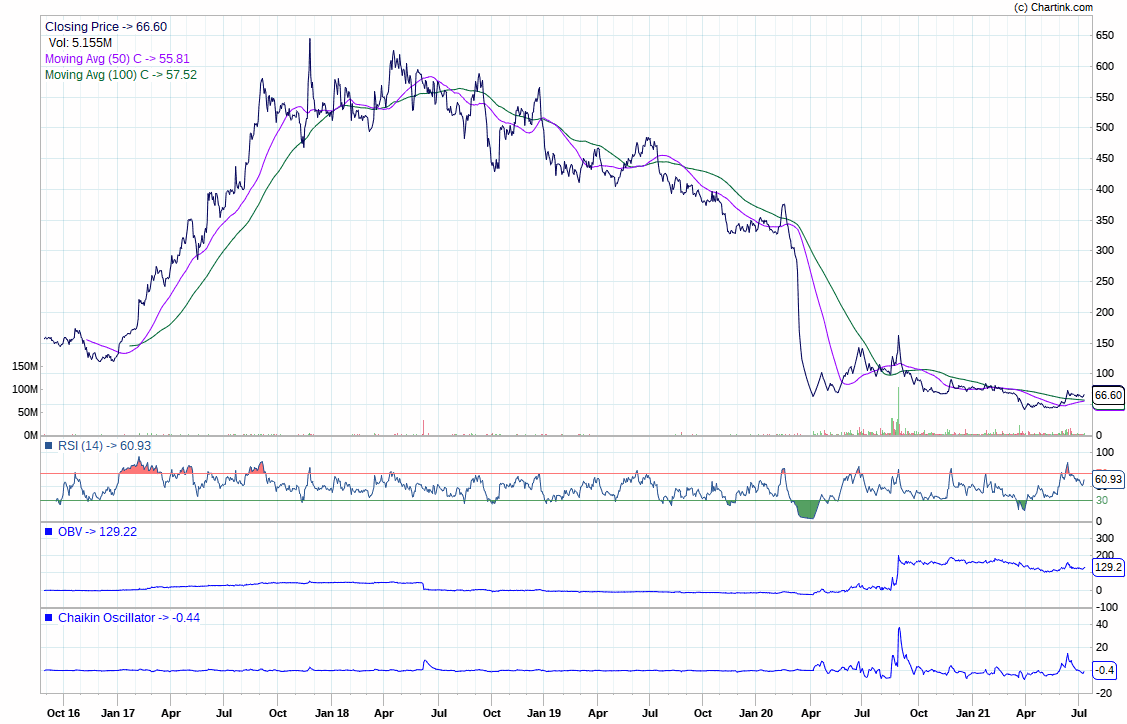 (c) Chartink.com
Closing Price -> 66.60
Vol: 5.155M
Moving Avg (50) C -> 55.81
Moving Avg (100) C -> 57.52
650
600
550
500
450
400
350
300
250
200
150
100
66.60
0
150M
100M
50M
0M
RSI (14) -> 60.93
100
60.93
30
0
OBV -> 129.22
300
200
129.2
0
-100
Chaikin Oscillator -> -0.44
40
20
-0.4
-20
Oct 16 Jan 17 Apr Jul Oct Jan 18 Apr Jul Oct Jan 19 Apr Jul Oct Jan 20 Apr Jul Oct Jan 21 Apr Jul